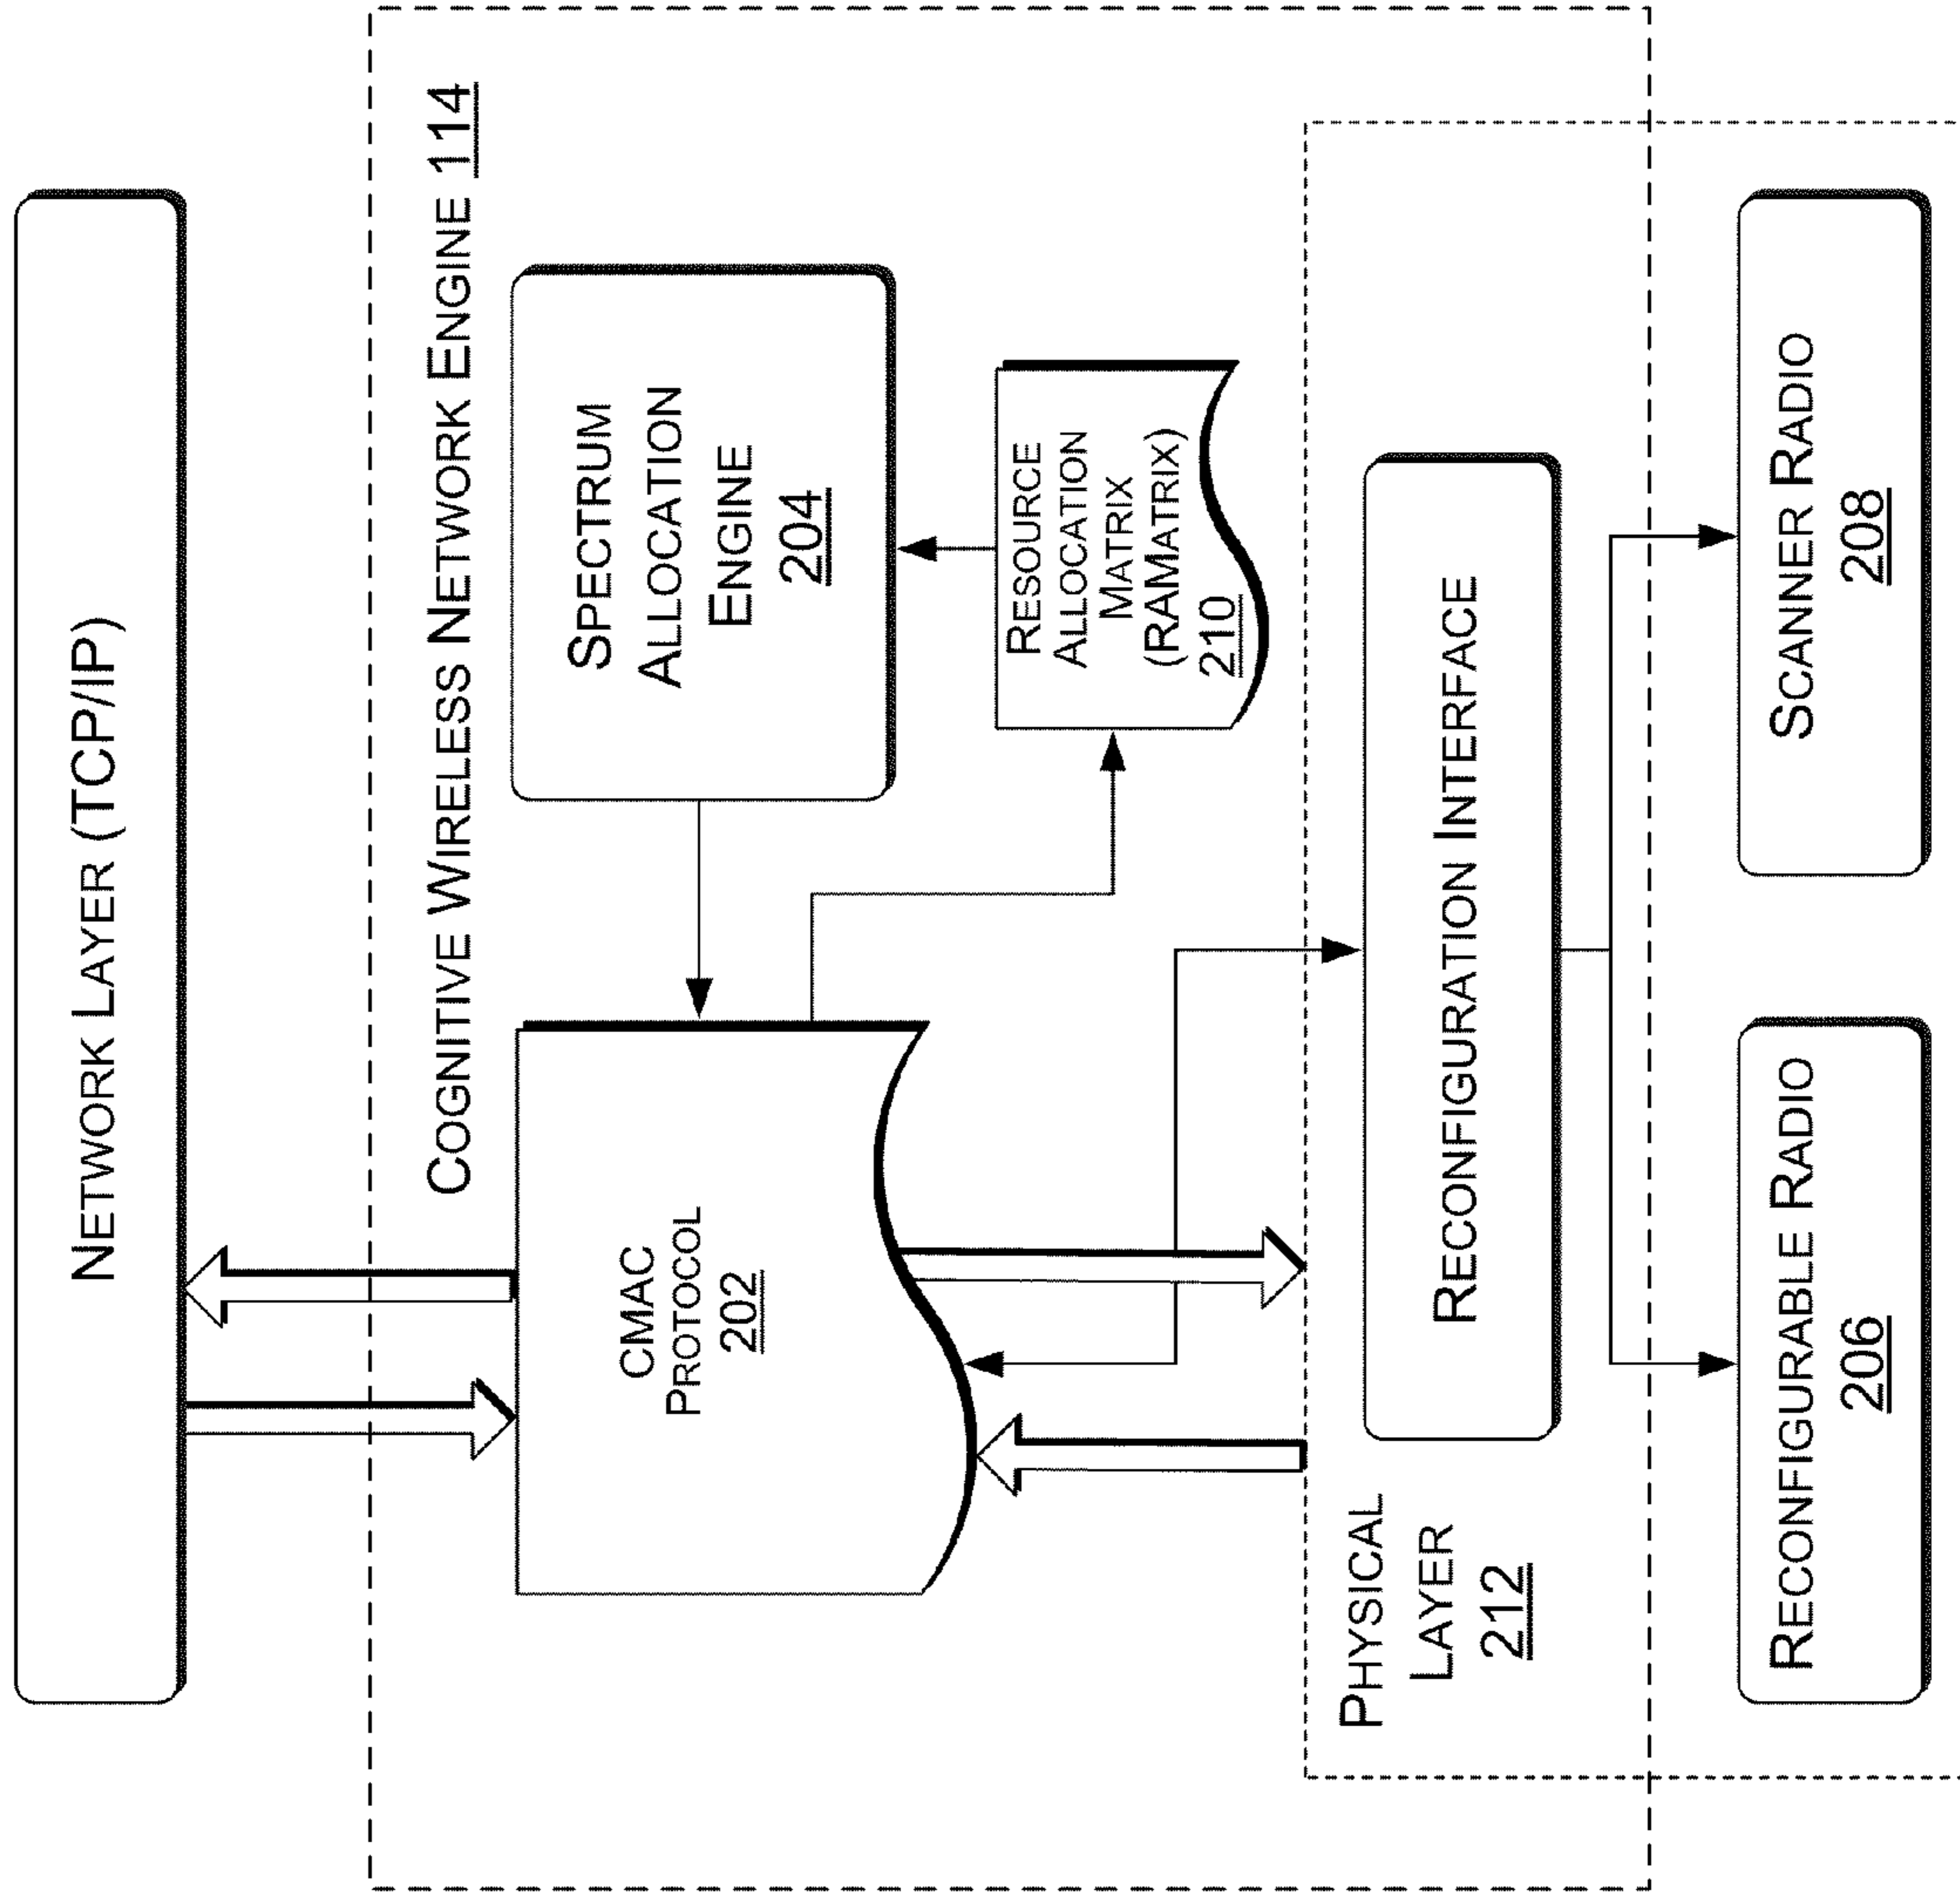 NETWORK LAYER (TCP/IP)
COGNITIVE WIRELESS NETWORK ENGINE 114
CMAC
PROTOCOL
202
SPECTRUM
ALLOCATION
ENGINE
204
RESOURCE
ALLOCATION
MATRIX
(RAMATRIX)
210
PHYSICAL
LAYER
212
RECONFIGURATION INTERFACE
RECONFIGURABLE RADIO
206
SCANNER RADIO
208